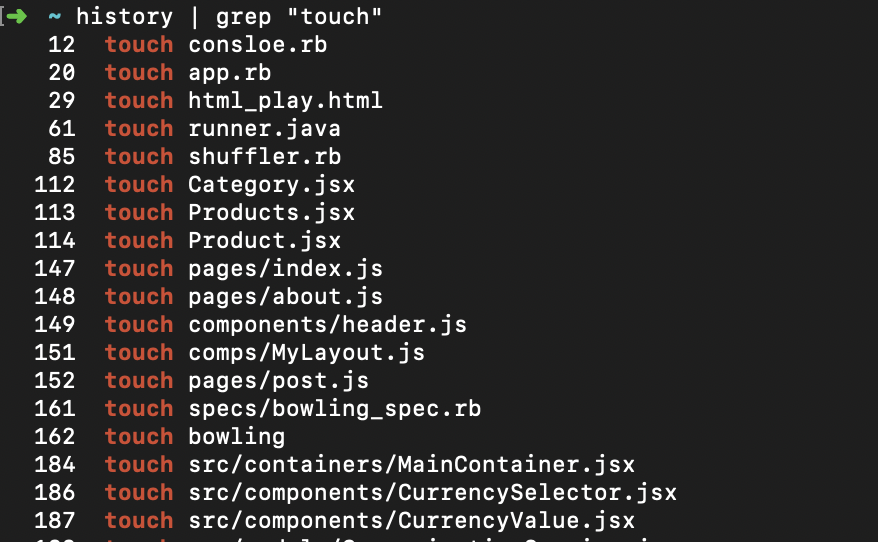 ➜ ~ history | grep "touch"
12 touch consloe.rb
20 touch app.rb
29 touch html_play.html
61 touch runner.java
85 touch shuffler.rb
112 touch Category.jsx
113 touch Products.jsx
114 touch Product.jsx
147 touch pages/index.js
148 touch pages/about.js
149 touch components/header.js
151 touch comps/MyLayout.js
152 touch pages/post.js
161 touch specs/bowling_spec.rb
162 touch bowling
184 touch src/containers/MainContainer.jsx
186 touch src/components/CurrencySelector.jsx
187 touch src/components/CurrencyValue.jsx